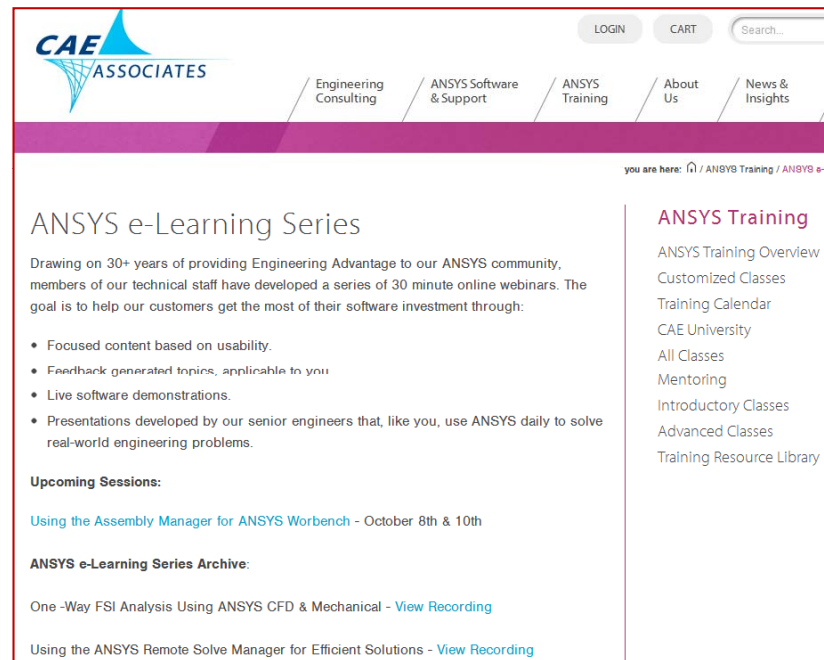 CAE
ASSOCIATES
LOGIN
CART
Search...
Engineering
Consulting
ANSYS Software
& Support
ANSYS
Training
About
Us
News &
Insights
you are here: / ANSYS Training / ANSYS e-
ANSYS e-Learning Series
Drawing on 30+ years of providing Engineering Advantage to our ANSYS community,
members of our technical staff have developed a series of 30 minute online webinars. The
goal is to help our customers get the most of their software investment through:
• Focused content based on usability.
• Feedback generated topics, applicable to you
• Live software demonstrations.
• Presentations developed by our senior engineers that, like you, use ANSYS daily to solve
real-world engineering problems.
Upcoming Sessions:
Using the Assembly Manager for ANSYS Worbench - October 8th & 10th
ANSYS e-Learning Series Archive:
One -Way FSI Analysis Using ANSYS CFD & Mechanical - View Recording
Using the ANSYS Remote Solve Manager for Efficient Solutions - View Recording
ANSYS Training
ANSYS Training Overview
Customized Classes
Training Calendar
CAE University
All Classes
Mentoring
Introductory Classes
Advanced Classes
Training Resource Library